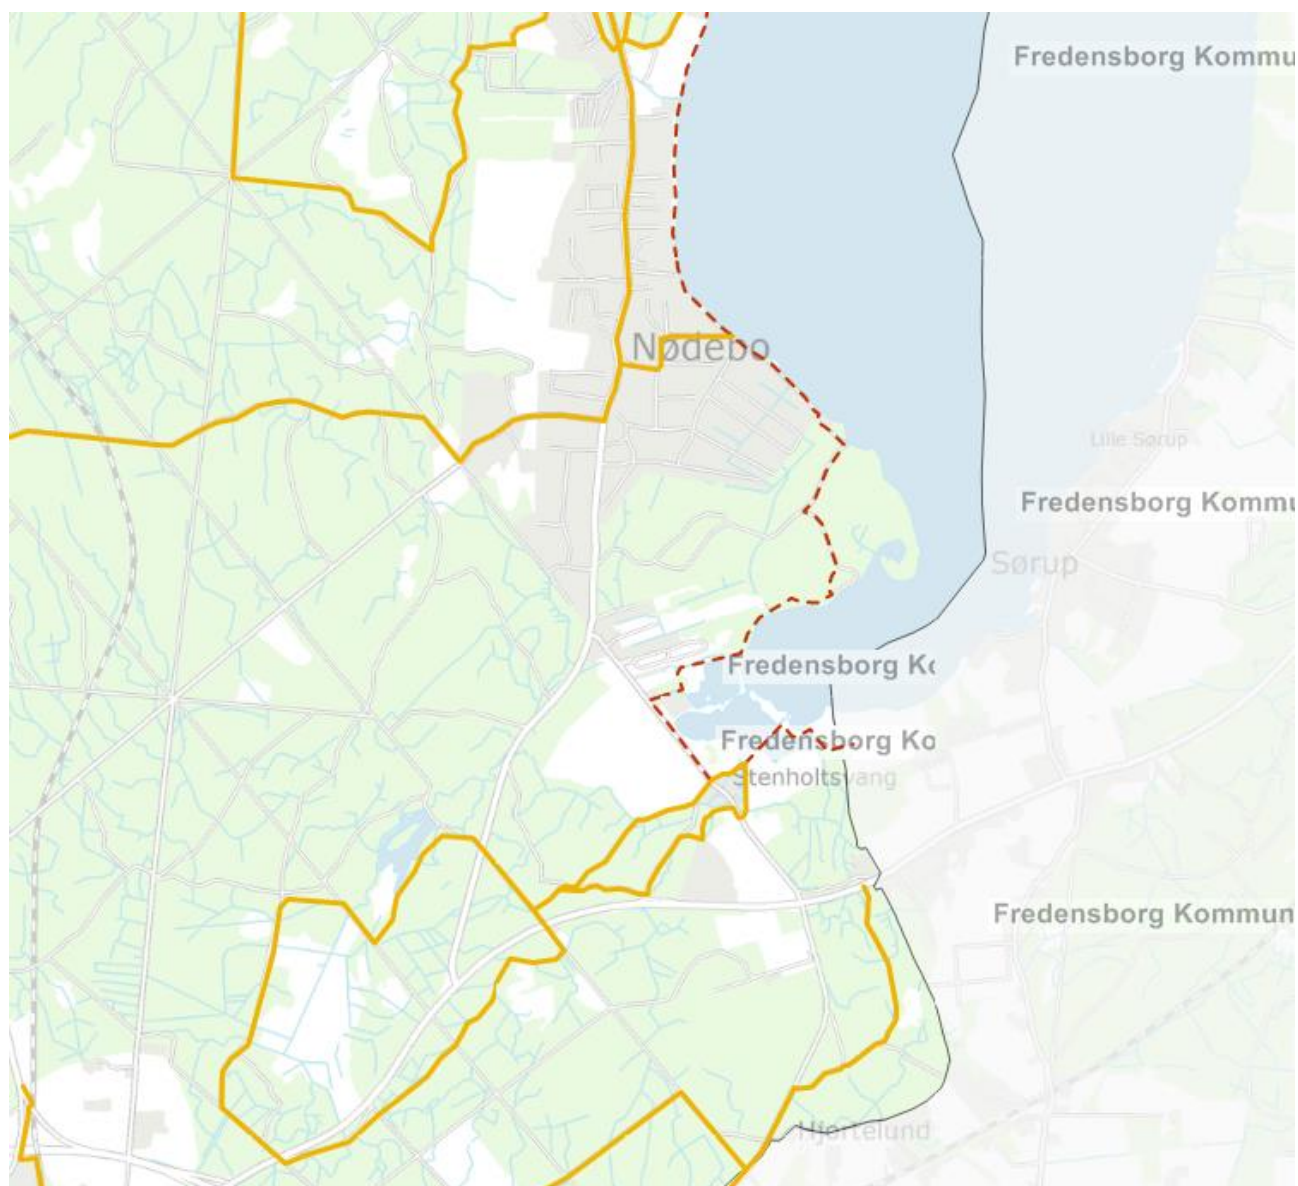 Fredensborg Kommu
Nødebo
Lille Sørup
Fredensborg Kommu
Sørup
Fredensborg Ko
Fredensborg Ko
Stenholtsvang
Fredensborg Kommun
Hjortelund